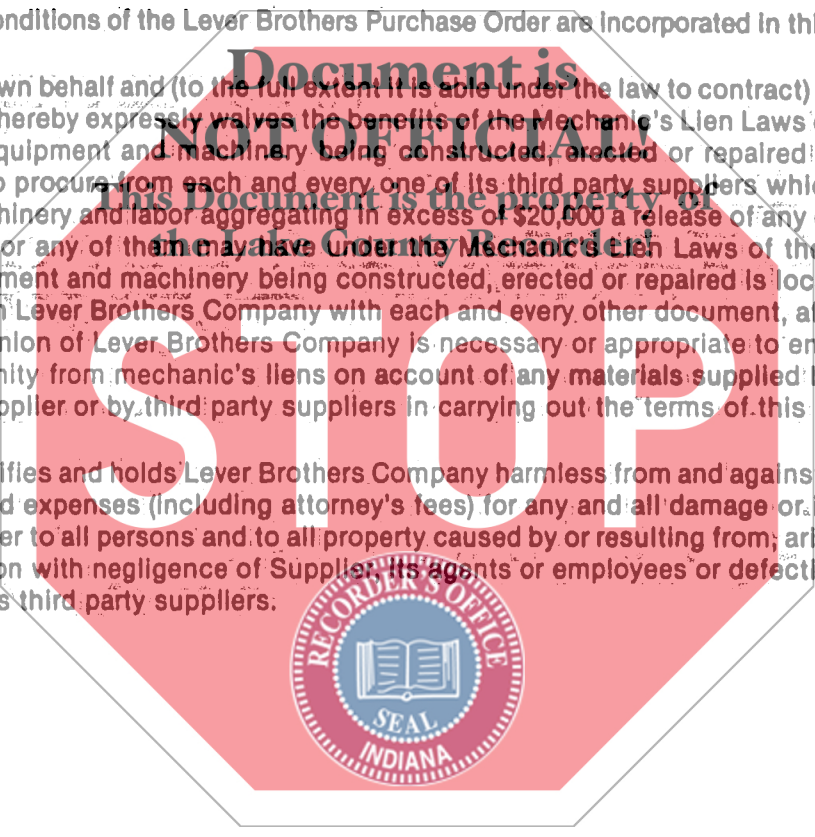 onditions of the Lever Brothers Purchase Order are incorporated in thi
Document is
wn behalf and (to the full extent it is able under the law to contract)
hereby expressly waives the benefits of the Mechanic's Lien Laws
NOT OFFICIAL!
quipment and machinery being constructed, erected or repaired
o procure from each and every one of its third party suppliers whic
This Document is the property of
hinery and labor aggregating in excess of $20,000 a release of any
or any of them may have under the Mechanic's Lien Laws of the
the Lake County Recorder!
ment and machinery being constructed, erected or repaired is loc
h Lever Brothers Company with each and every other document, af
nion of Lever Brothers Company is necessary or appropriate to en
nity from mechanic's liens on account of any materials supplied
pplier or by third party suppliers in carrying out the terms of this
STOP
ifies and holds Lever Brothers Company harmless from and agains
d expenses (including attorney's fees) for any and all damage or
er to all persons and to all property caused by or resulting from, ari
on with negligence of Supplier, its agents or employees or defecti
s third party suppliers.
RECORDER'S OFFICE
SEAL
INDIANA